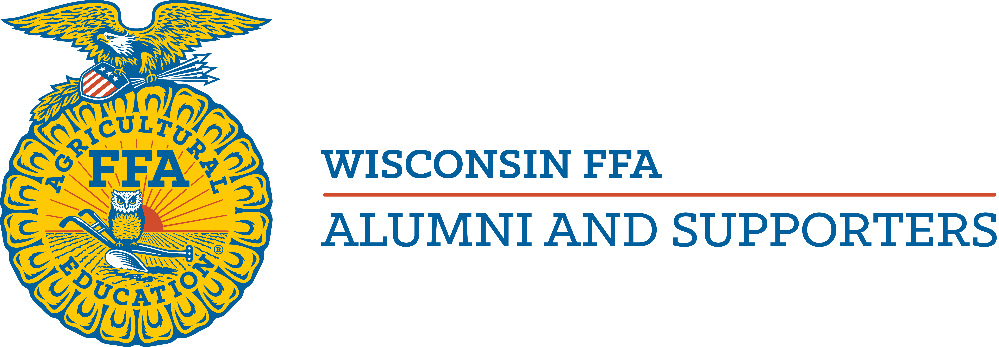 AGRICULTURAL
FFA
®
EDUCATION
WISCONSIN FFA
ALUMNI AND SUPPORTERS